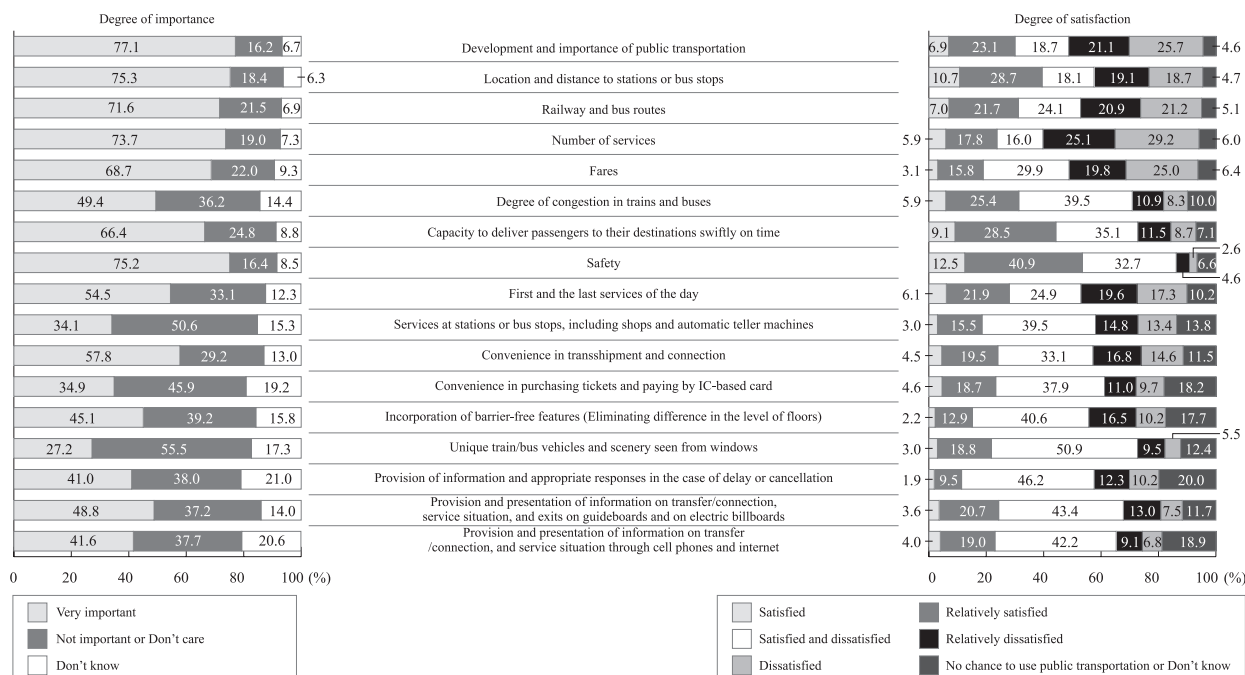 Degree of importance
Degree of satisfaction
77.1 16.2 6.7 Development and importance of public transportation 6.9 23.1 18.7 21.1 25.7 4.6
75.3 18.4 6.3 Location and distance to stations or bus stops 10.7 28.7 18.1 19.1 18.7 4.7
71.6 21.5 6.9 Railway and bus routes 7.0 21.7 24.1 20.9 21.2 5.1
73.7 19.0 7.3 Number of services 5.9 17.8 16.0 25.1 29.2 6.0
68.7 22.0 9.3 Fares 3.1 15.8 29.9 19.8 25.0 6.4
49.4 36.2 14.4 Degree of congestion in trains and buses 5.9 25.4 39.5 10.9 8.3 10.0
66.4 24.8 8.8 Capacity to deliver passengers to their destinations swiftly on time 9.1 28.5 35.1 11.5 8.7 7.1
75.2 16.4 8.5 Safety 12.5 40.9 32.7 4.6 2.6 6.6
54.5 33.1 12.3 First and the last services of the day 6.1 21.9 24.9 19.6 17.3 10.2
34.1 50.6 15.3 Services at stations or bus stops, including shops and automatic teller machines 3.0 15.5 39.5 14.8 13.4 13.8
57.8 29.2 13.0 Convenience in transshipment and connection 4.5 19.5 33.1 16.8 14.6 11.5
34.9 45.9 19.2 Convenience in purchasing tickets and paying by IC-based card 4.6 18.7 37.9 11.0 9.7 18.2
45.1 39.2 15.8 Incorporation of barrier-free features (Eliminating difference in the level of floors) 2.2 12.9 40.6 16.5 10.2 17.7
27.2 55.5 17.3 Unique train/bus vehicles and scenery seen from windows 3.0 18.8 50.9 9.5 5.5 12.4
41.0 38.0 21.0 Provision of information and appropriate responses in the case of delay or cancellation 1.9 9.5 46.2 12.3 10.2 20.0
48.8 37.2 14.0 Provision and presentation of information on transfer/connection,
service situation, and exits on guideboards and on electric billboards 3.6 20.7 43.4 13.0 7.5 11.7
41.6 37.7 20.6 Provision and presentation of information on transfer
/connection, and service situation through cell phones and internet 4.0 19.0 42.2 9.1 6.8 18.9
0 20 40 60 80 100 (%)
0 20 40 60 80 100 (%)
Very important
Not important or Don't care
Don't know
Satisfied
Relatively satisfied
Satisfied and dissatisfied
Relatively dissatisfied
Dissatisfied
No chance to use public transportation or Don't know